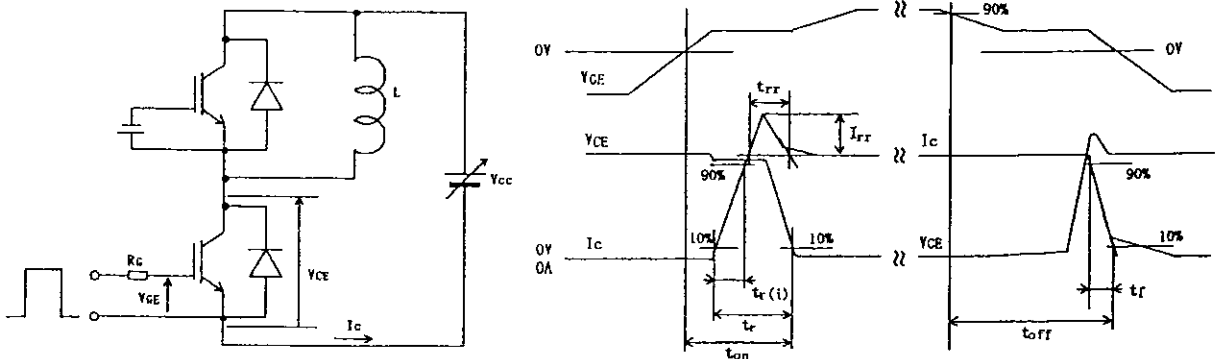 L
VCC
RG
VGE
VCE
Ic
0V
VGE
VCE
Ic
0V
0A
90%
10%
10%
trr
Irr
tr(i)
tr
ton
90%
0V
Ic
VCE
90%
10%
tf
toff